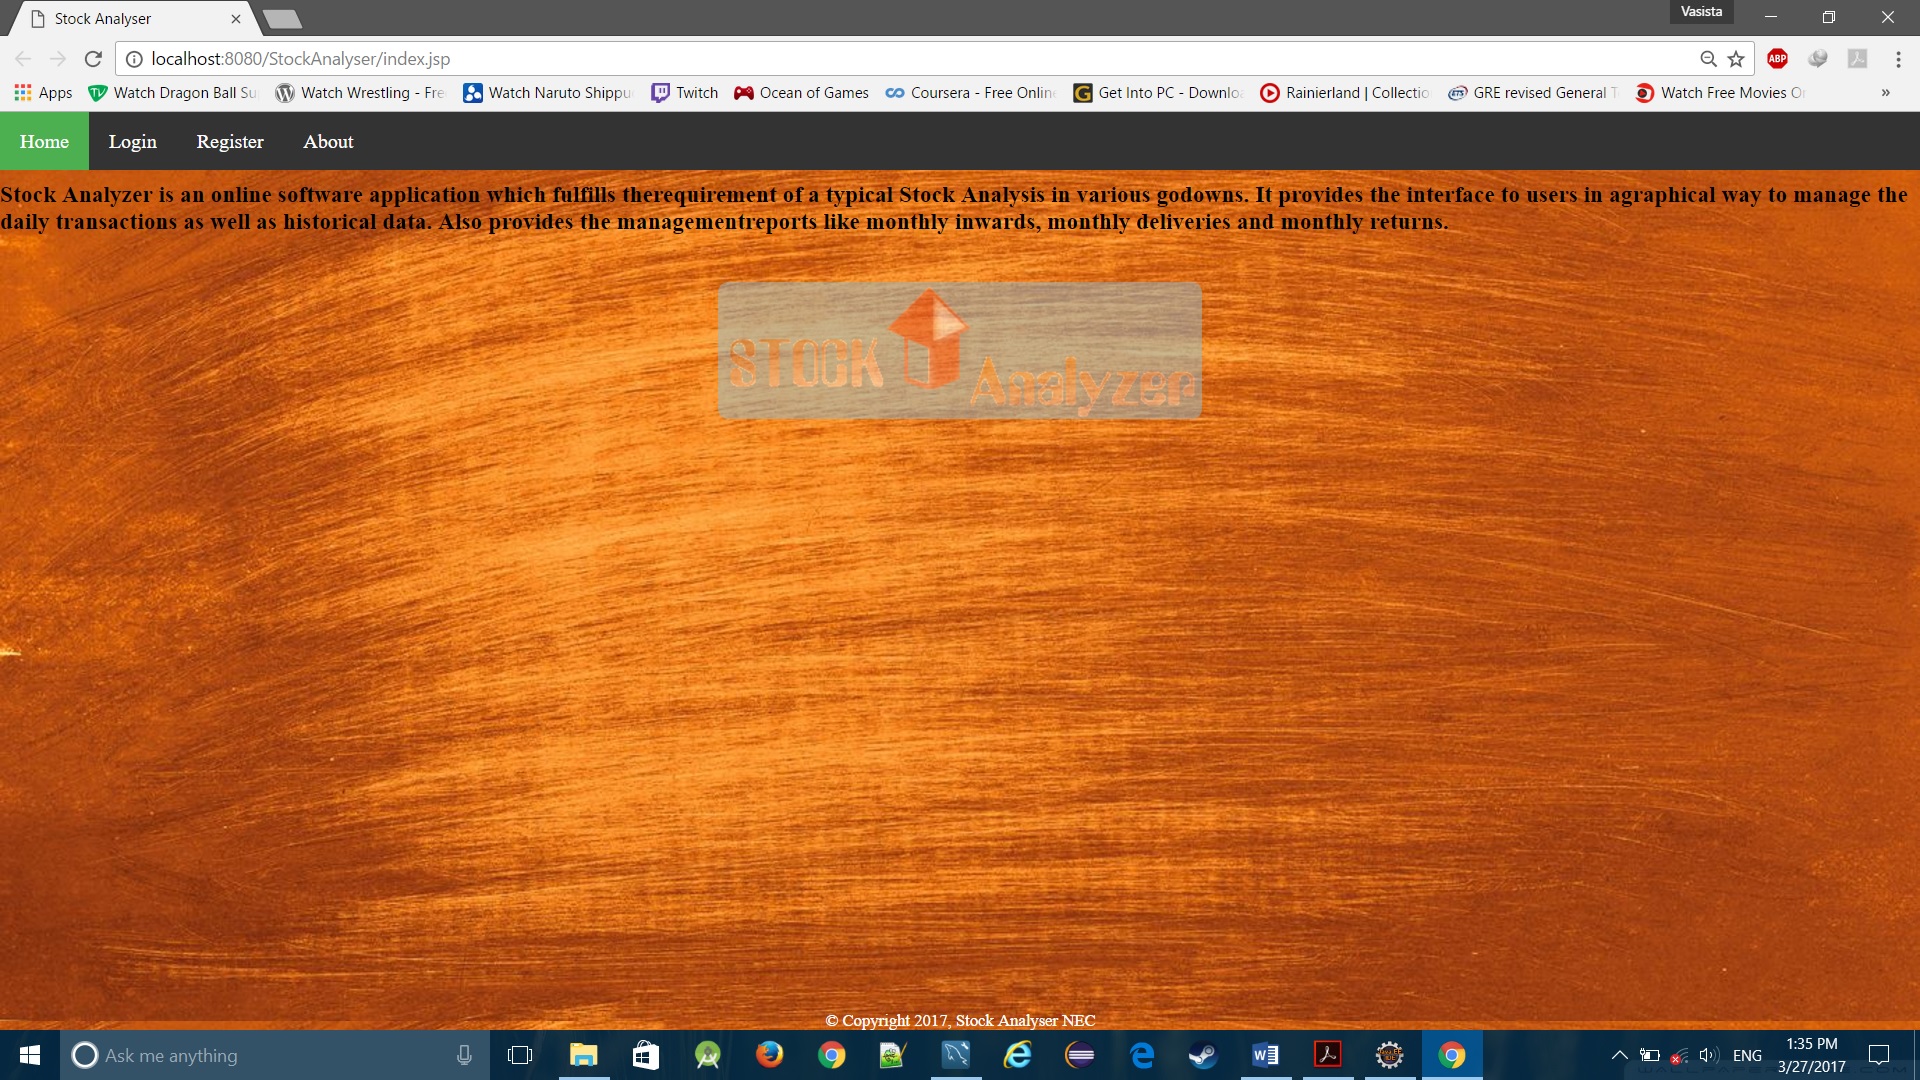 Stock Analyser
Vasista
localhost:8080/StockAnalyser/index.jsp
ABP
Apps Watch Dragon Ball Su Watch Wrestling - Fre Watch Naruto Shippu Twitch Ocean of Games Coursera - Free Onlin Get Into PC - Downlo Rainierland | Collectio GRE revised General T Watch Free Movies O »
Home Login Register About
Stock Analyzer is an online software application which fulfills therequirement of a typical Stock Analysis in various godowns. It provides the interface to users in agraphical way to manage the
daily transactions as well as historical data. Also provides the managementreports like monthly inwards, monthly deliveries and monthly returns.
STOCK Analyzer
© Copyright 2017, Stock Analyser NEC
Ask me anything
ENG
1:35 PM
3/27/2017